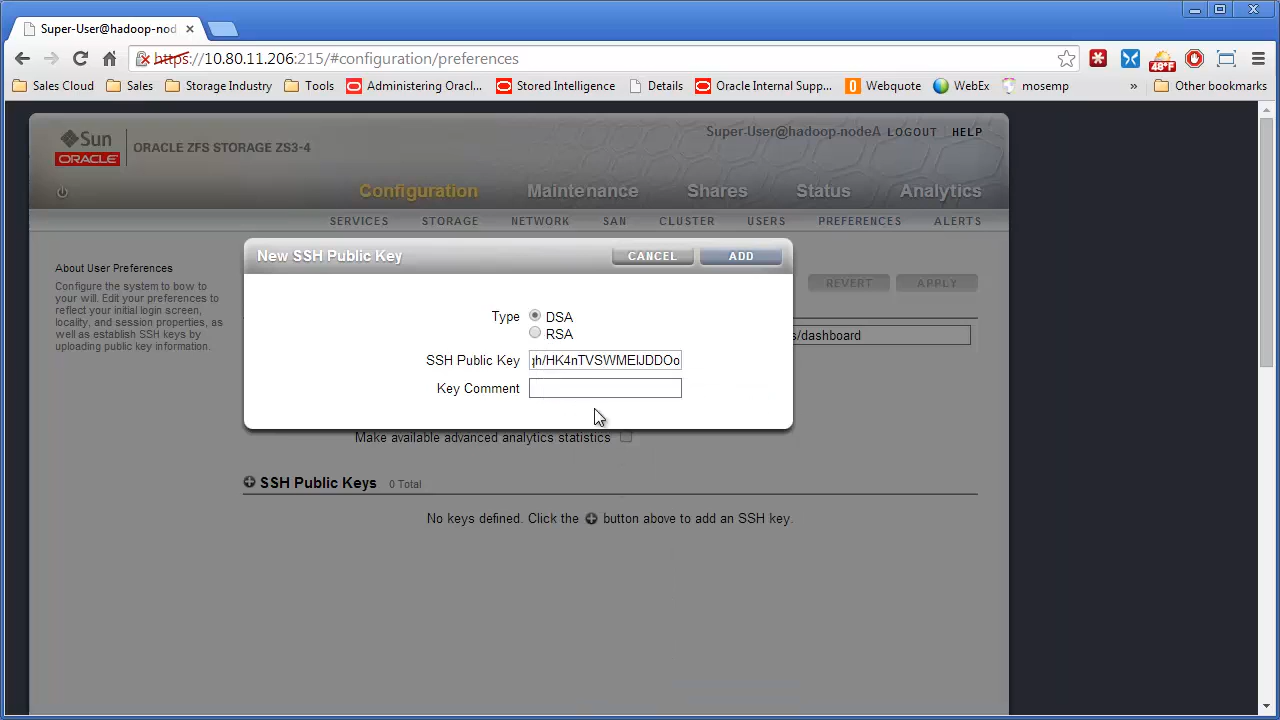 Super-User@hadoop-nod
https://10.80.11.206:215/#configuration/preferences
48°F
Sales Cloud Sales Storage Industry Tools Administering Oracl... Stored Intelligence Details Oracle Internal Supp... Webquote WebEx mosemp » Other bookmarks
Sun
ORACLE
ORACLE ZFS STORAGE ZS3-4
Super-User@hadoop-nodeA LOGOUT HELP
Configuration Maintenance Shares Status Analytics
SERVICES STORAGE NETWORK SAN CLUSTER USERS PREFERENCES ALERTS
New SSH Public Key CANCEL ADD
About User Preferences
Configure the system to bow to
your will. Edit your preferences to
reflect your initial login screen,
locality, and session properties, as
well as establish SSH keys by
uploading public key information.
REVERT APPLY
Type DSA
RSA
s/dashboard
SSH Public Key h/HK4nTVSWMEIJDDOo
Key Comment
Make available advanced analytics statistics
SSH Public Keys 0 Total
No keys defined. Click the button above to add an SSH key.